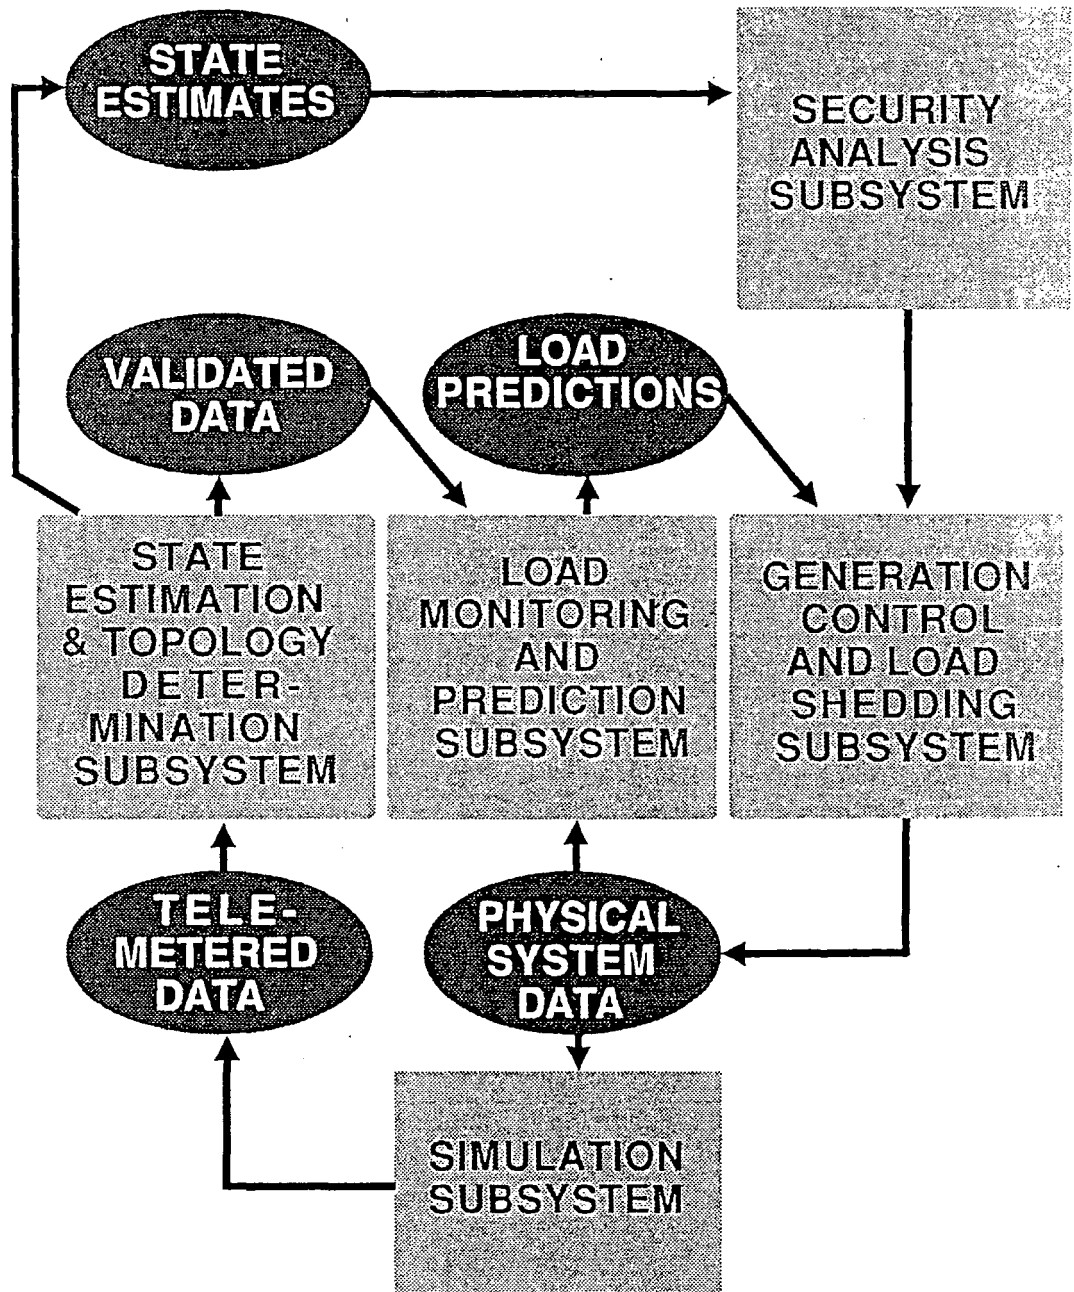 STATE
ESTIMATES
SECURITY
ANALYSIS
SUBSYSTEM
VALIDATED
DATA
LOAD
PREDICTIONS
STATE
ESTIMATION
& TOPOLOGY
DETER-
MINATION
SUBSYSTEM
LOAD
MONITORING
AND
PREDICTION
SUBSYSTEM
GENERATION
CONTROL
AND LOAD
SHEDDING
SUBSYSTEM
TELE-
METERED
DATA
PHYSICAL
SYSTEM
DATA
SIMULATION
SUBSYSTEM